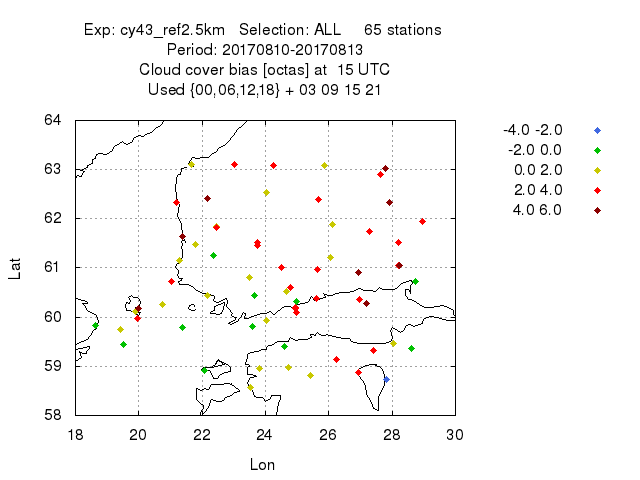 Exp: cy43_ref2.5km   Selection: ALL     65 stations
Period: 20170810-20170813
Cloud cover bias [octas] at  15 UTC
Used {00,06,12,18} + 03 09 15 21
64
63
62
61
60
59
58
Lat
18 20 22 24 26 28 30
Lon
-4.0 -2.0
-2.0 0.0
0.0 2.0
2.0 4.0
4.0 6.0